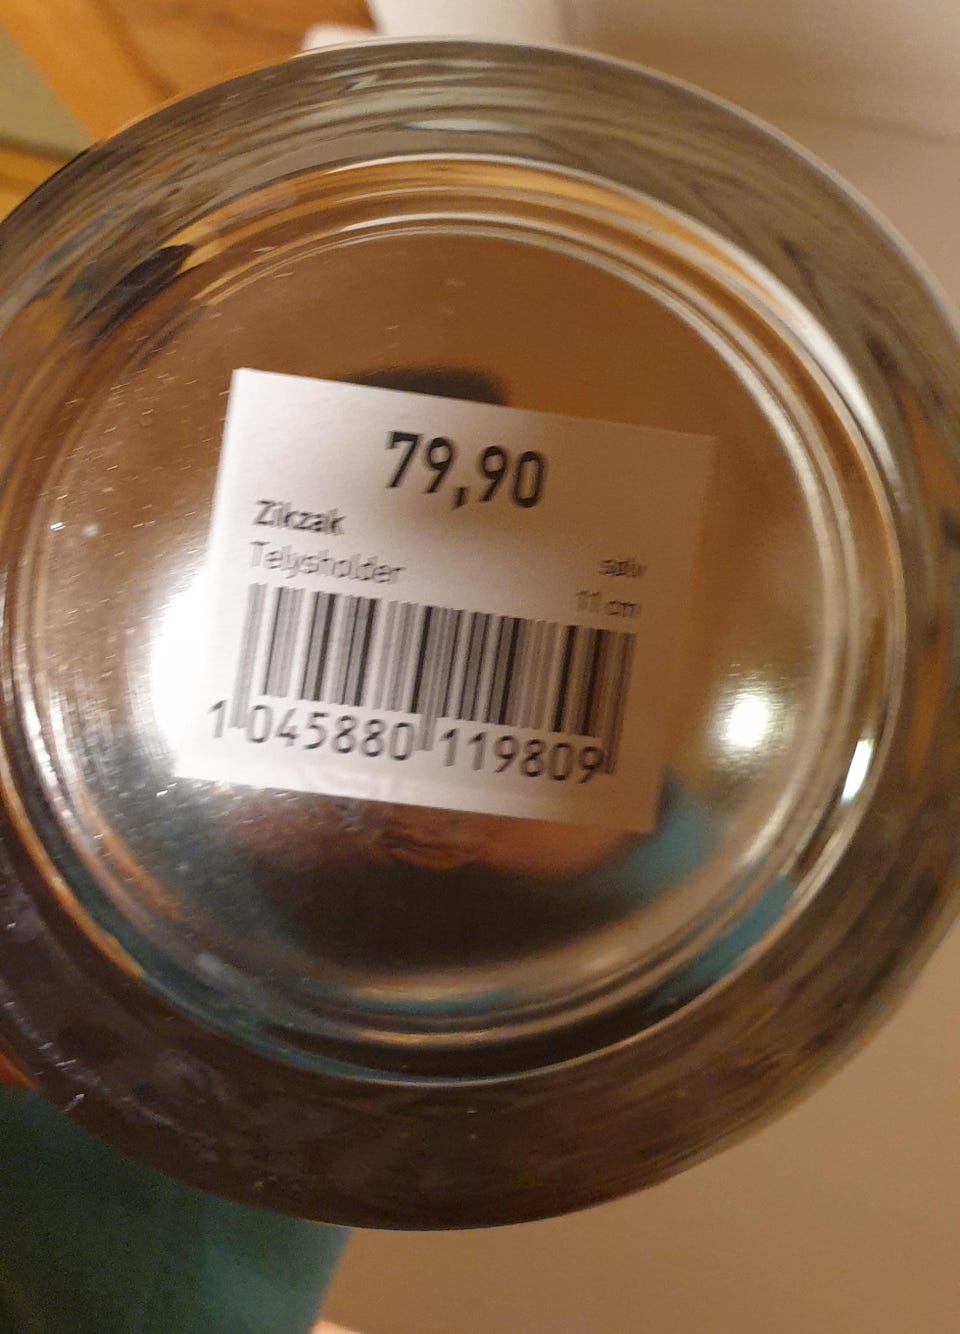 79,90
Zikzak
Telysholder sølv
11 cm
1 045880 119809